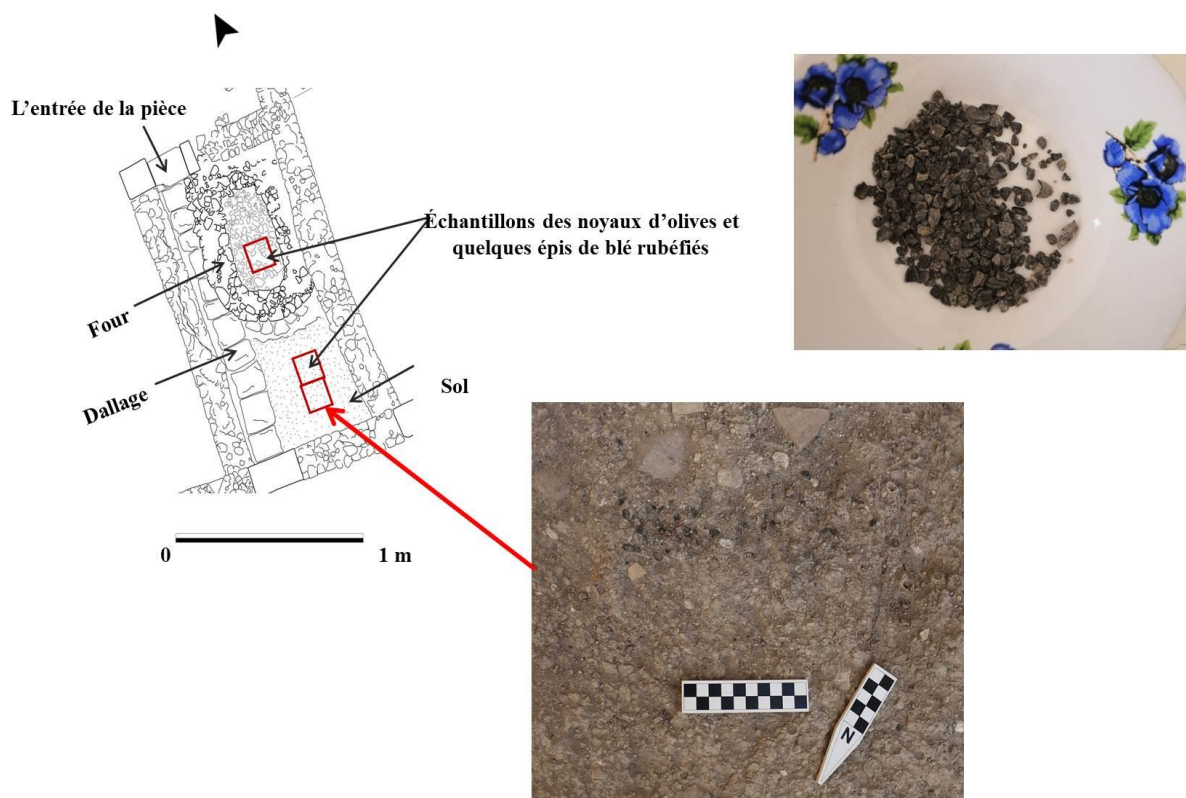 L'entrée de la pièce
Échantillons des noyaux d'olives et
quelques épis de blé rubéfiés
Four
Dallage
Sol
0 1 m
N